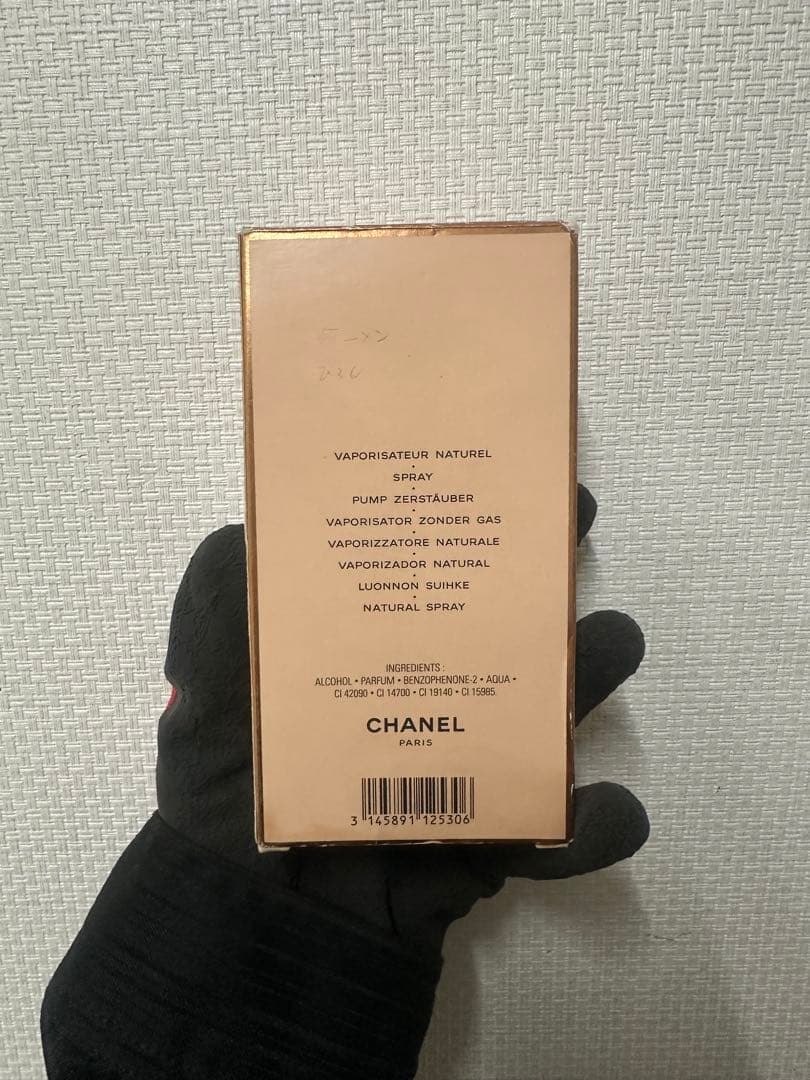 VAPORISATEUR NATUREL
•
SPRAY
•
PUMP ZERSTÄUBER
•
VAPORISATOR ZONDER GAS
•
VAPORIZZATORE NATURALE
•
VAPORIZADOR NATURAL
•
LUONNON SUIHKE
•
NATURAL SPRAY
INGREDIENTS :
ALCOHOL • PARFUM • BENZOPHENONE-2 • AQUA •
CI 42090 • CI 14700 • CI 19140 • CI 15985.
CHANEL
PARIS
3 145891 125306